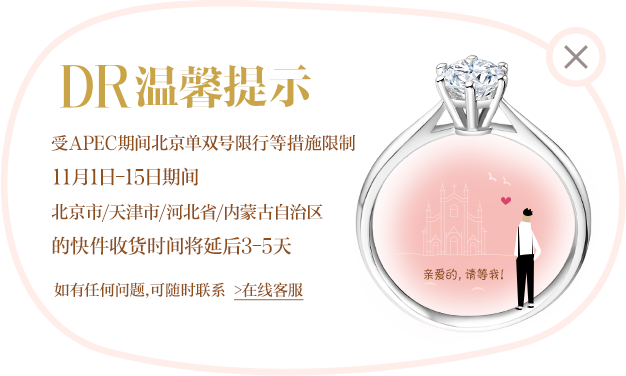 DR温馨提示
受APEC期间北京单双号限行等措施限制
11月1日-15日期间
北京市/天津市/河北省/内蒙古自治区
的快件收货时间将延后3-5天
如有任何问题,可随时联系 >在线客服
亲爱的,请等我!